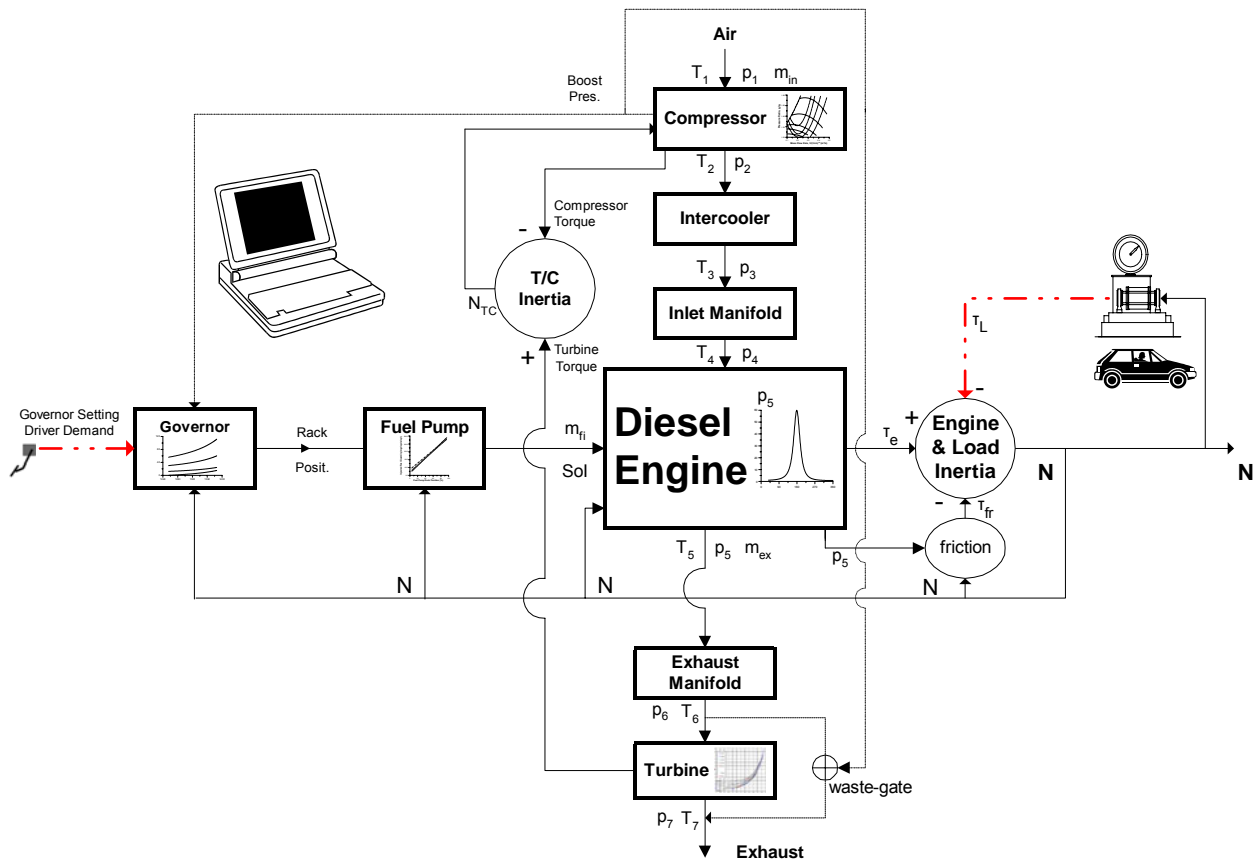 Air
T1 p1 min
Boost
Pres.
Compressor
T2 p2
Compressor
Torque
-
Intercooler
T/C
Inertia
NTC
T3 p3
Inlet Manifold
+
Turbine
Torque
T4 p4
τL
-
Governor Setting
Driver Demand
Governor
Rack
Posit.
Fuel Pump
mfi
SoI
Diesel
Engine
p5
τe
+
Engine
& Load
Inertia
N
N
-
τfr
friction
T5 p5 mex
p5
N
N
N
Exhaust
Manifold
p6 T6
Turbine
waste-gate
p7 T7
Exhaust